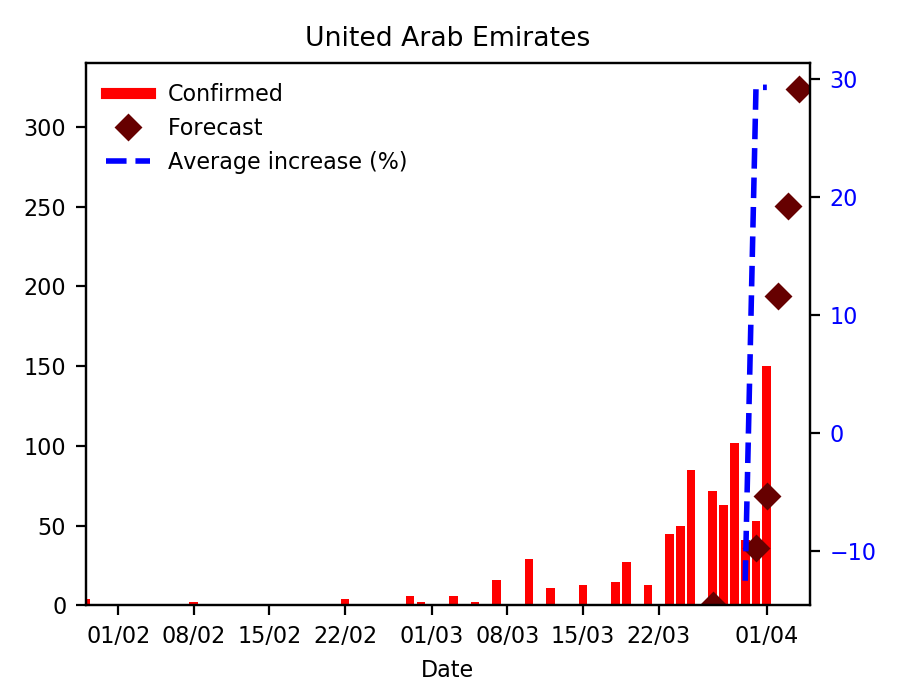 United Arab Emirates
Confirmed
Forecast
Average increase (%)
300
250
200
150
100
50
0
30
20
10
0
−10
01/02 08/02 15/02 22/02 01/03 08/03 15/03 22/03 01/04
Date